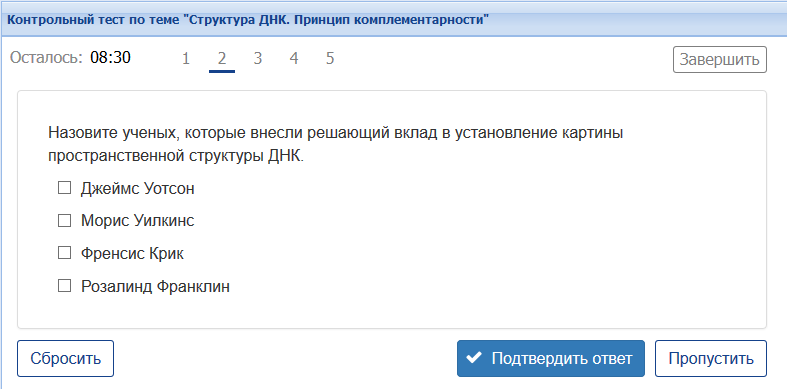 Контрольный тест по теме "Структура ДНК. Принцип комплементарности"
Осталось: 08:30 1 2 3 4 5 Завершить
Назовите ученых, которые внесли решающий вклад в установление картины
пространственной структуры ДНК.
Джеймс Уотсон
Морис Уилкинс
Френсис Крик
Розалинд Франклин
Сбросить Подтвердить ответ Пропустить